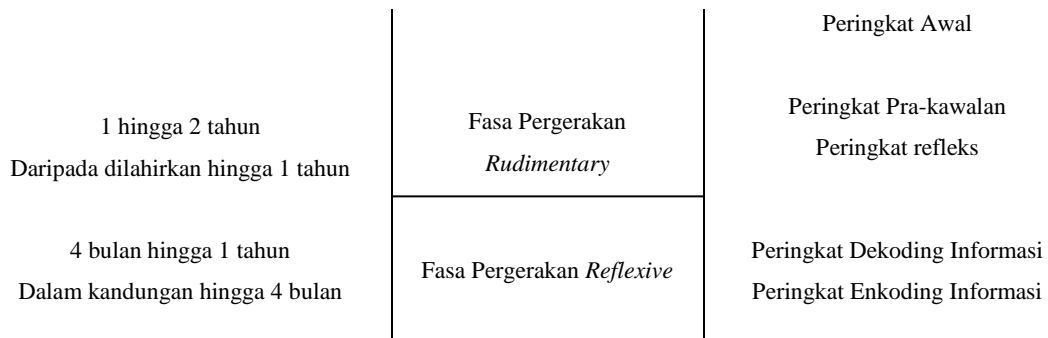 Peringkat Awal
1 hingga 2 tahun
Daripada dilahirkan hingga 1 tahun
Fasa Pergerakan
Rudimentary
Peringkat Pra-kawalan
Peringkat refleks
4 bulan hingga 1 tahun
Dalam kandungan hingga 4 bulan
Fasa Pergerakan Reflexive
Peringkat Dekoding Informasi
Peringkat Enkoding Informasi